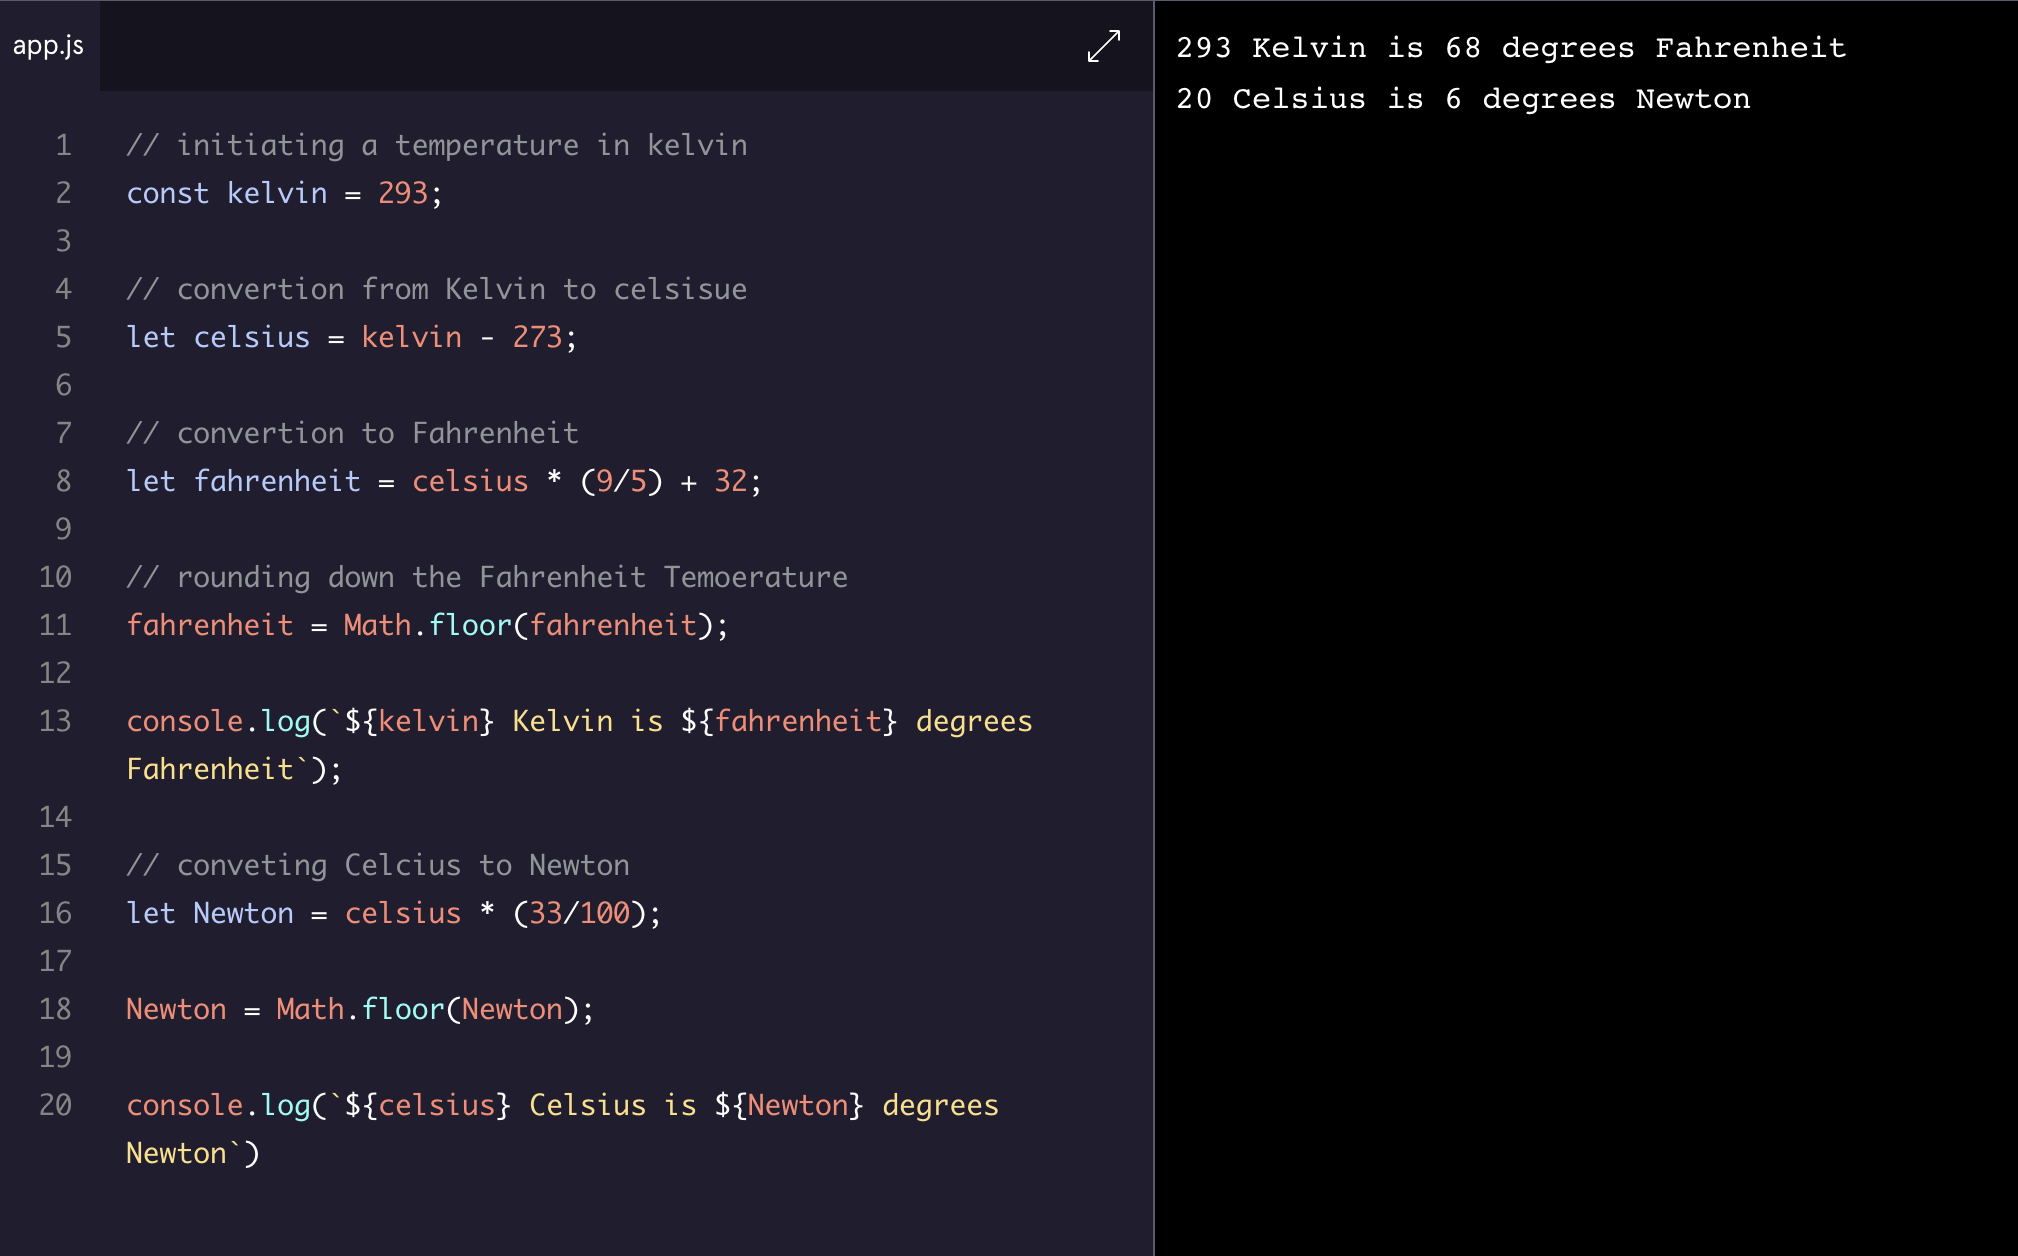 app.js
1 // initiating a temperature in kelvin
2 const kelvin = 293;
3
4 // convertion from Kelvin to celsisue
5 let celsius = kelvin - 273;
6
7 // convertion to Fahrenheit
8 let fahrenheit = celsius * (9/5) + 32;
9
10 // rounding down the Fahrenheit Temoerature
11 fahrenheit = Math.floor(fahrenheit);
12
13 console.log(`${kelvin} Kelvin is ${fahrenheit} degrees
Fahrenheit`);
14
15 // conveting Celcius to Newton
16 let Newton = celsius * (33/100);
17
18 Newton = Math.floor(Newton);
19
20 console.log(`${celsius} Celsius is ${Newton} degrees
Newton`)
293 Kelvin is 68 degrees Fahrenheit
20 Celsius is 6 degrees Newton